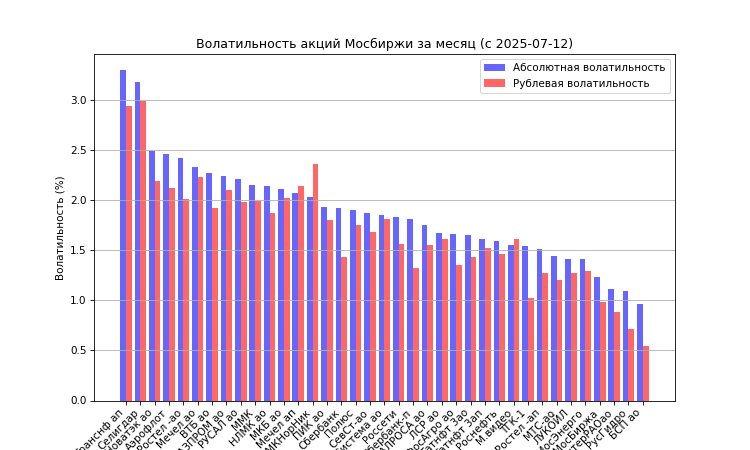 Волатильность акций Мосбиржи за месяц (с 2025-07-12)
Абсолютная волатильность
Рублевая волатильность
Волатильность (%)
3.0
2.5
2.0
1.5
1.0
0.5
0.0
Селигдар
Аэрофлот
Ростел -ао
Мечел ао
ВТБ ао
РУСАЛ ао
ММК
НЛМК ао
МКБ ао
Мечел ап
ПИК ао
Сбербанк
Полюс
СевСт-ао
Россети
ЛСР ао
Роснефть
М.видео
ТГК-1
Ростел -ап
МТС-ао
ЛУКОЙЛ
МосБиржа
РусГидро
БСП ао